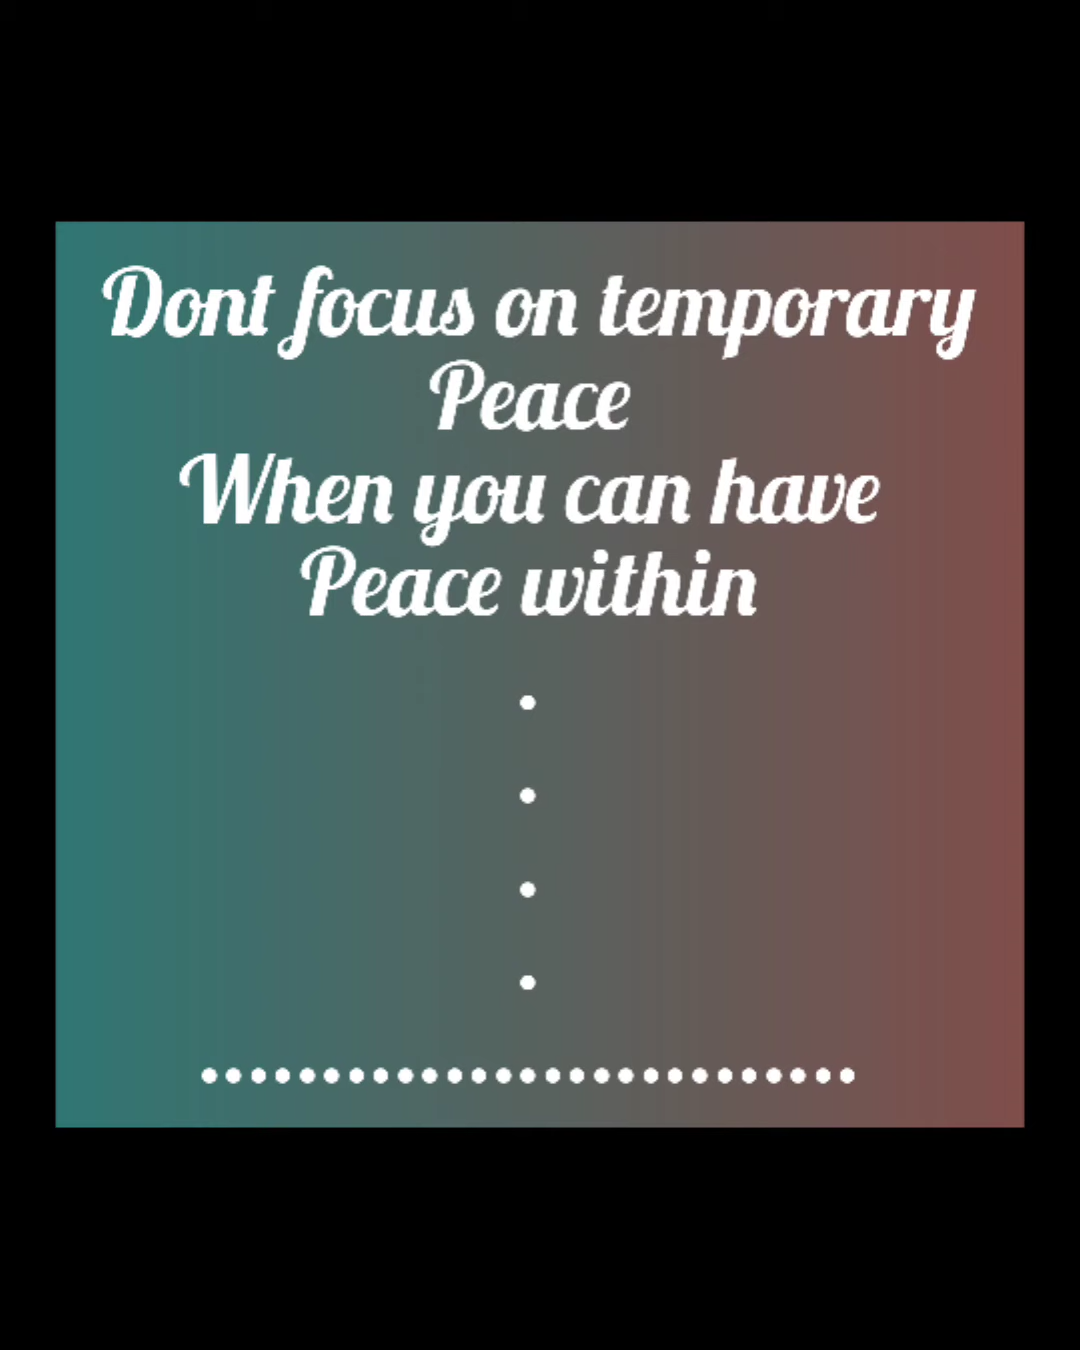 Dont focus on temporary
Peace
When you can have
Peace within
.
.
.
.
...........................